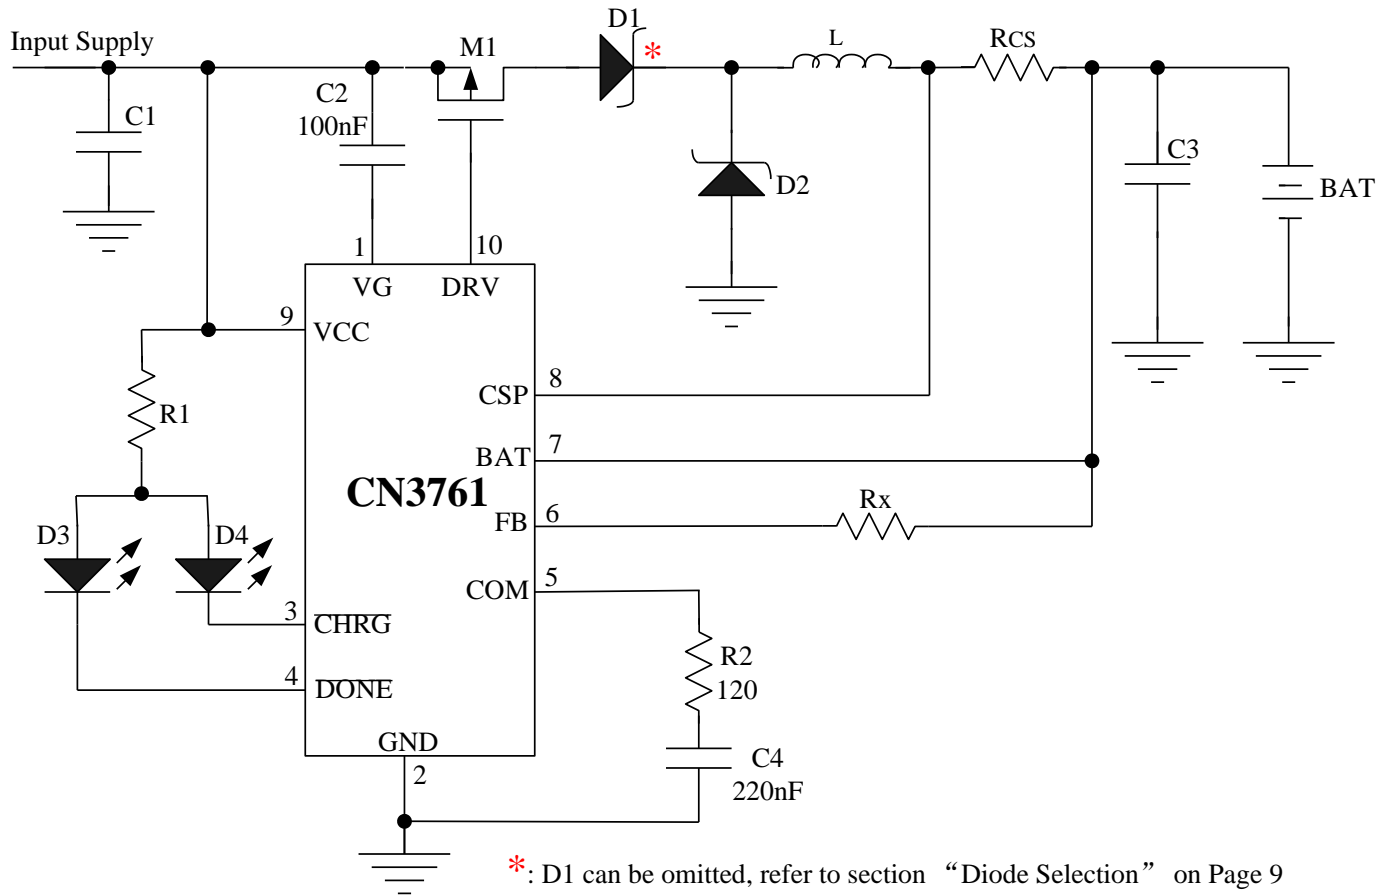 D1
Input Supply
M1
*
L
RCS
C2
100nF
C1
D2
C3
BAT
1
10
VG
DRV
9
VCC
R1
8
CSP
7
BAT
CN3761
6
FB
Rx
D3
D4
5
COM
3
CHRG
R2
120
4
DONE
GND
2
C4
220nF
*: D1 can be omitted, refer to section “Diode Selection” on Page 9